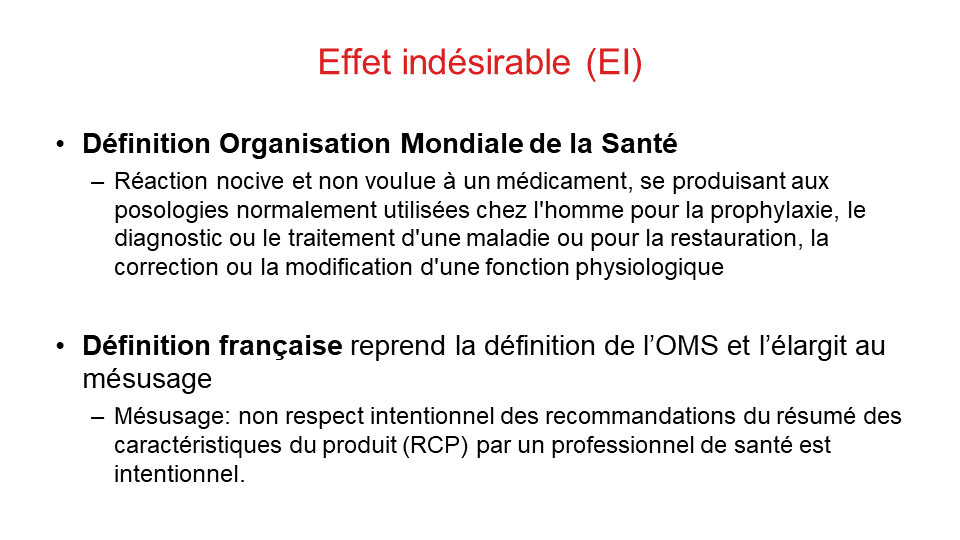 Effet indésirable (EI)
• Définition Organisation Mondiale de la Santé
– Réaction nocive et non voulue à un médicament, se produisant aux
posologies normalement utilisées chez l'homme pour la prophylaxie, le
diagnostic ou le traitement d'une maladie ou pour la restauration, la
correction ou la modification d'une fonction physiologique
• Définition française reprend la définition de l’OMS et l’élargit au
mésusage
– Mésusage: non respect intentionnel des recommandations du résumé des
caractéristiques du produit (RCP) par un professionnel de santé est
intentionnel.